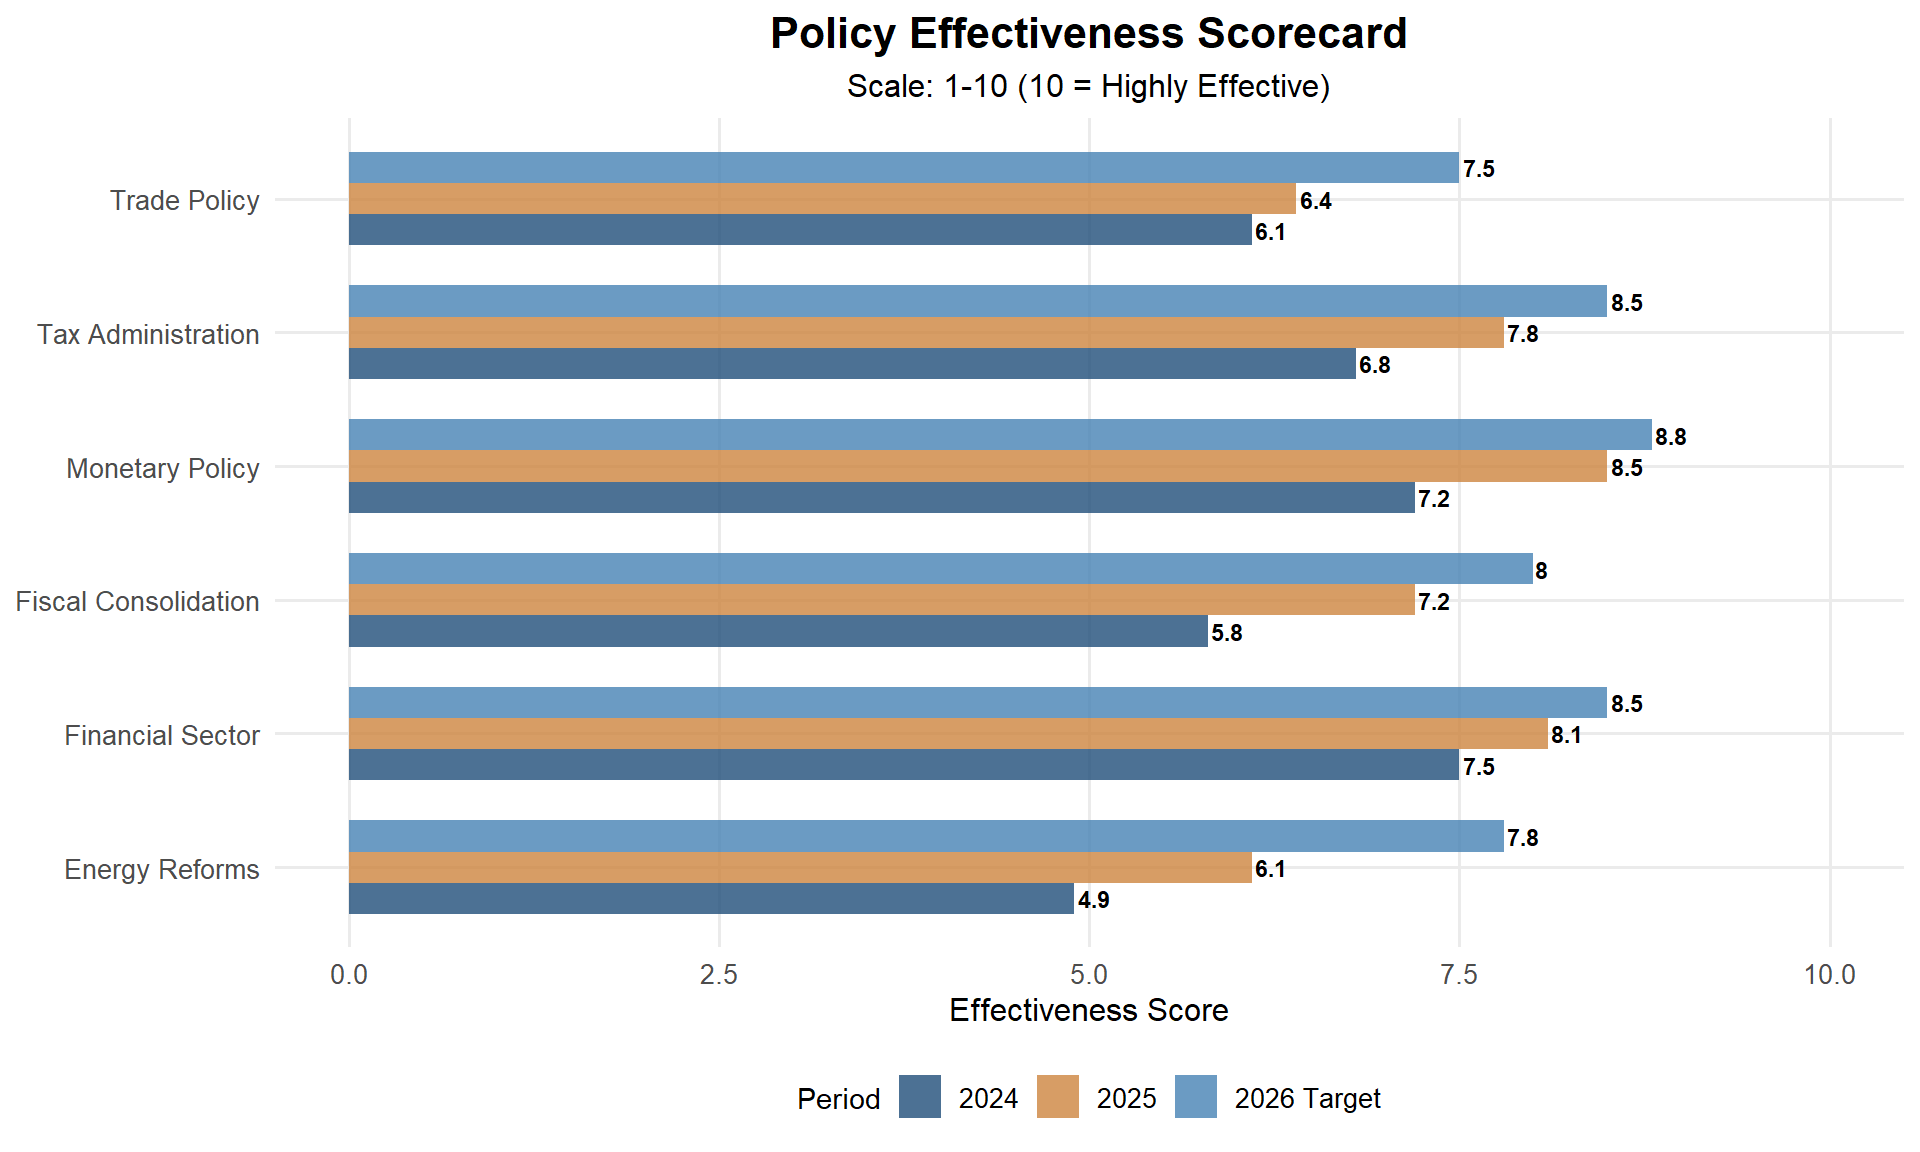 Policy Effectiveness Scorecard
Scale: 1-10 (10 = Highly Effective)
Trade Policy
7.5
6.4
6.1
Tax Administration
8.5
7.8
6.8
Monetary Policy
8.8
8.5
7.2
Fiscal Consolidation
8
7.2
5.8
Financial Sector
8.5
8.1
7.5
Energy Reforms
7.8
6.1
4.9
0.0 2.5 5.0 7.5 10.0
Effectiveness Score
Period 2024 2025 2026 Target